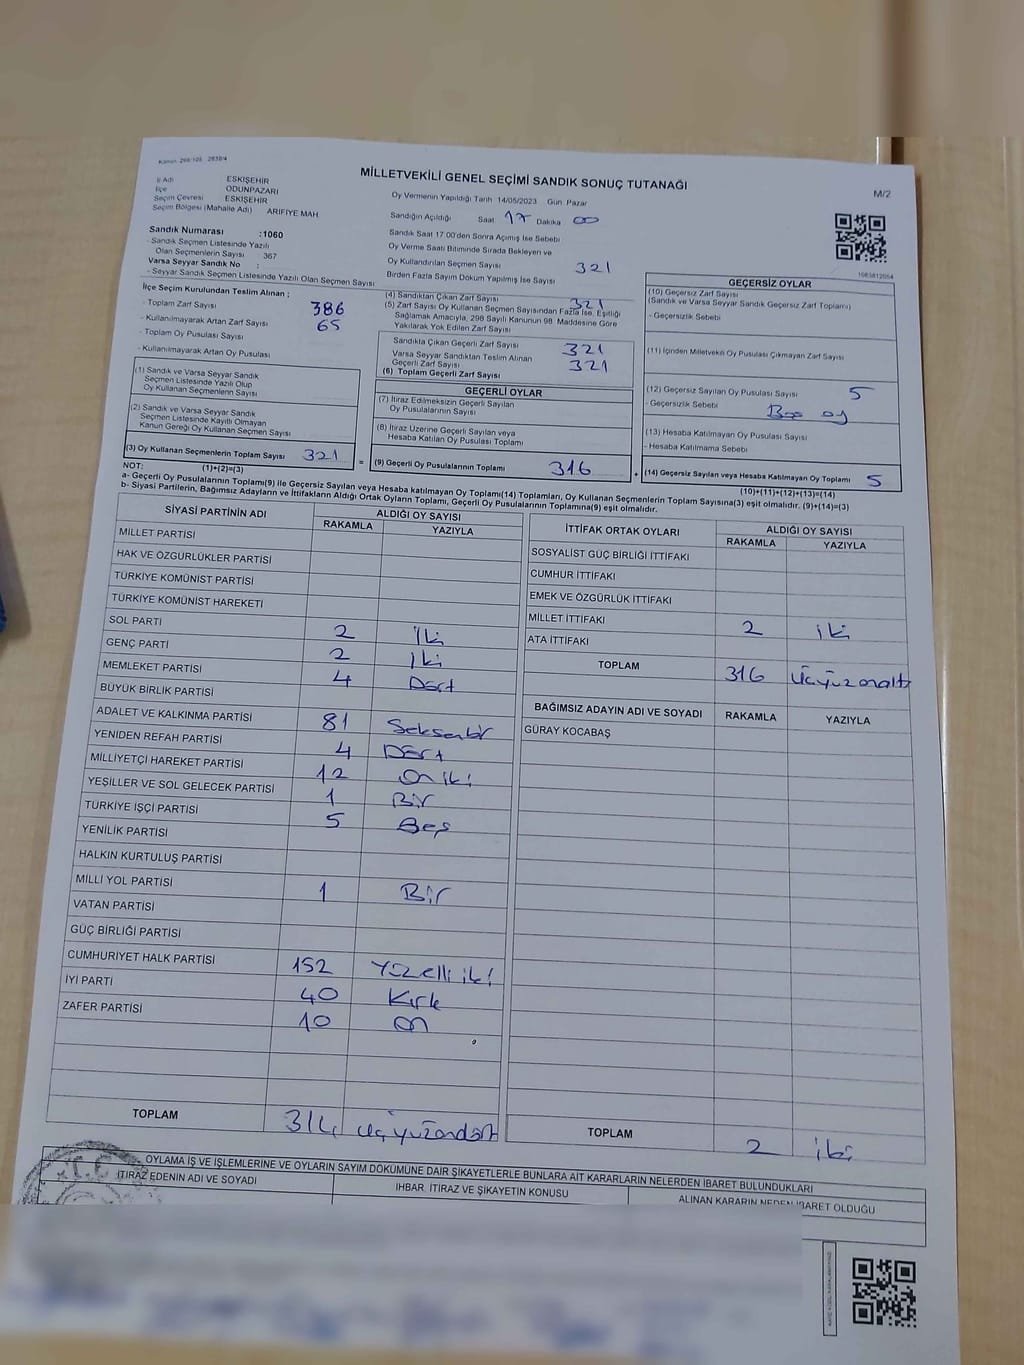 Kanun: 298/105 2839/4
MİLLETVEKİLİ GENEL SEÇİMİ SANDIK SONUÇ TUTANAĞI
M/2
İl Adı ESKİŞEHİR
İlçe ODUNPAZARI
Seçim Çevresi ESKİŞEHİR
Seçim Bölgesi (Mahalle Adı) ARİFİYE MAH.
Oy Vermenin Yapıldığı Tarih 14/05/2023 Gün Pazar
Sandığın Açıldığı Saat 17 Dakika 00
Sandık Saat 17:00'den Sonra Açılmış İse Sebebi
Oy Verme Saati Bitiminde Sırada Bekleyen ve
Oy Kullandırılan Seçmen Sayısı 321
Birden Fazla Sayım Döküm Yapılmış İse Sayısı
Sandık Numarası :1060
- Sandık Seçmen Listesinde Yazılı
Olan Seçmenlerin Sayısı 367
Varsa Seyyar Sandık No :
- Seyyar Sandık Seçmen Listesinde Yazılı Olan Seçmen Sayısı
İlçe Seçim Kurulundan Teslim Alınan ;
- Toplam Zarf Sayısı 386
- Kullanılmayarak Artan Zarf Sayısı 65
- Toplam Oy Pusulası Sayısı
- Kullanılmayarak Artan Oy Pusulası
(1) Sandık ve Varsa Seyyar Sandık
Seçmen Listesinde Yazılı Olup
Oy Kullanan Seçmenlerin Sayısı
(2) Sandık ve Varsa Seyyar Sandık
Seçmen Listesinde Kayıtlı Olmayan
Kanun Gereği Oy Kullanan Seçmen Sayısı
(3) Oy Kullanan Seçmenlerin Toplam Sayısı 321
(4) Sandıktan Çıkan Zarf Sayısı 321
(5) Zarf Sayısı Oy Kullanan Seçmen Sayısından Fazla İse, Eşitliği
Sağlamak Amacıyla, 298 Sayılı Kanunun 98. Maddesine Göre
Yakılarak Yok Edilen Zarf Sayısı
Sandıkta Çıkan Geçerli Zarf Sayısı 321
Varsa Seyyar Sandıktan Teslim Alınan
Geçerli Zarf Sayısı
(6) Toplam Geçerli Zarf Sayısı 321
GEÇERLİ OYLAR
(7) İtiraz Edilmeksizin Geçerli Sayılan
Oy Pusulalarının Sayısı
(8) İtiraz Üzerine Geçerli Sayılan veya
Hesaba Katılan Oy Pusulası Toplamı
= (9) Geçerli Oy Pusulalarının Toplamı 316
GEÇERSİZ OYLAR
(10) Geçersiz Zarf Sayısı
(Sandık ve Varsa Seyyar Sandık Geçersiz Zarf Toplamı)
- Geçersizlik Sebebi
(11) İçinden Milletvekili Oy Pusulası Çıkmayan Zarf Sayısı
(12) Geçersiz Sayılan Oy Pusulası Sayısı 5
- Geçersizlik Sebebi Boş oy
(13) Hesaba Katılmayan Oy Pusulası Sayısı
- Hesaba Katılmama Sebebi
+ (14) Geçersiz Sayılan veya Hesaba Katılmayan Oy Toplamı 5
NOT: (1)+(2)=(3)
(10)+(11)+(12)+(13)=(14)
a- Geçerli Oy Pusulalarının Toplamı(9) ile Geçersiz Sayılan veya Hesaba katılmayan Oy Toplamı(14) Toplamları, Oy Kullanan Seçmenlerin Toplam Sayısına(3) eşit olmalıdır. (9)+(14)=(3)
b- Siyasi Partilerin, Bağımsız Adayların ve İttifakların Aldığı Ortak Oyların Toplamı, Geçerli Oy Pusulalarının Toplamına(9) eşit olmalıdır.
SİYASİ PARTİNİN ADI ALDIĞI OY SAYISI
RAKAMLA YAZIYLA
MİLLET PARTİSİ
HAK VE ÖZGÜRLÜKLER PARTİSİ
TÜRKİYE KOMÜNİST PARTİSİ
TÜRKİYE KOMÜNİST HAREKETİ
SOL PARTİ 2 İki
GENÇ PARTİ 2 İki
MEMLEKET PARTİSİ 4 Dört
BÜYÜK BİRLİK PARTİSİ
ADALET VE KALKINMA PARTİSİ 81 Seksenbir
YENİDEN REFAH PARTİSİ 4 Dört
MİLLİYETÇİ HAREKET PARTİSİ 12 Oniki
YEŞİLLER VE SOL GELECEK PARTİSİ 1 Bir
TÜRKİYE İŞÇİ PARTİSİ 5 Beş
YENİLİK PARTİSİ
HALKIN KURTULUŞ PARTİSİ
MİLLİ YOL PARTİSİ 1 Bir
VATAN PARTİSİ
GÜÇ BİRLİĞİ PARTİSİ
CUMHURİYET HALK PARTİSİ 152 Yüzelliiki
İYİ PARTİ 40 Kırk
ZAFER PARTİSİ 10 On
TOPLAM 314 üçyüzondört
İTTİFAK ORTAK OYLARI ALDIĞI OY SAYISI
RAKAMLA YAZIYLA
SOSYALİST GÜÇ BİRLİĞİ İTTİFAKI
CUMHUR İTTİFAKI
EMEK VE ÖZGÜRLÜK İTTİFAKI
MİLLET İTTİFAKI 2 iki
ATA İTTİFAKI
TOPLAM 316 üçyüzonaltı
BAĞIMSIZ ADAYIN ADI VE SOYADI RAKAMLA YAZIYLA
GÜRAY KOCABAŞ
TOPLAM 2 iki
OYLAMA İŞ VE İŞLEMLERİNE VE OYLARIN SAYIM DÖKÜMÜNE DAİR ŞİKAYETLERLE BUNLARA AİT KARARLARIN NELERDEN İBARET BULUNDUKLARI
İTİRAZ EDENİN ADI VE SOYADI İHBAR, İTİRAZ VE ŞİKAYETİN KONUSU ALINAN KARARIN NEDEN İBARET OLDUĞU
T.C.